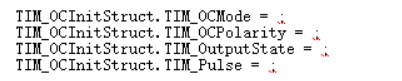 TIM_OCInitStruct.TIM_OCMode = ;
TIM_OCInitStruct.TIM_OCPolarity = ;
TIM_OCInitStruct.TIM_OutputState = ;
TIM_OCInitStruct.TIM_Pulse = ;